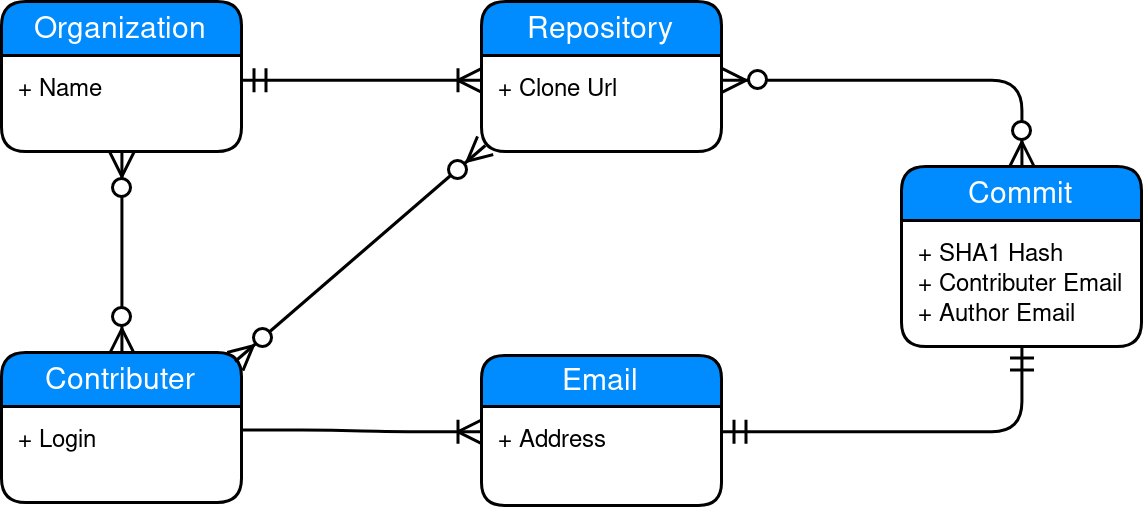 Organization
+ Name
Repository
+ Clone Url
Commit
+ SHA1 Hash
+ Contributer Email
+ Author Email
Contributer
+ Login
Email
+ Address